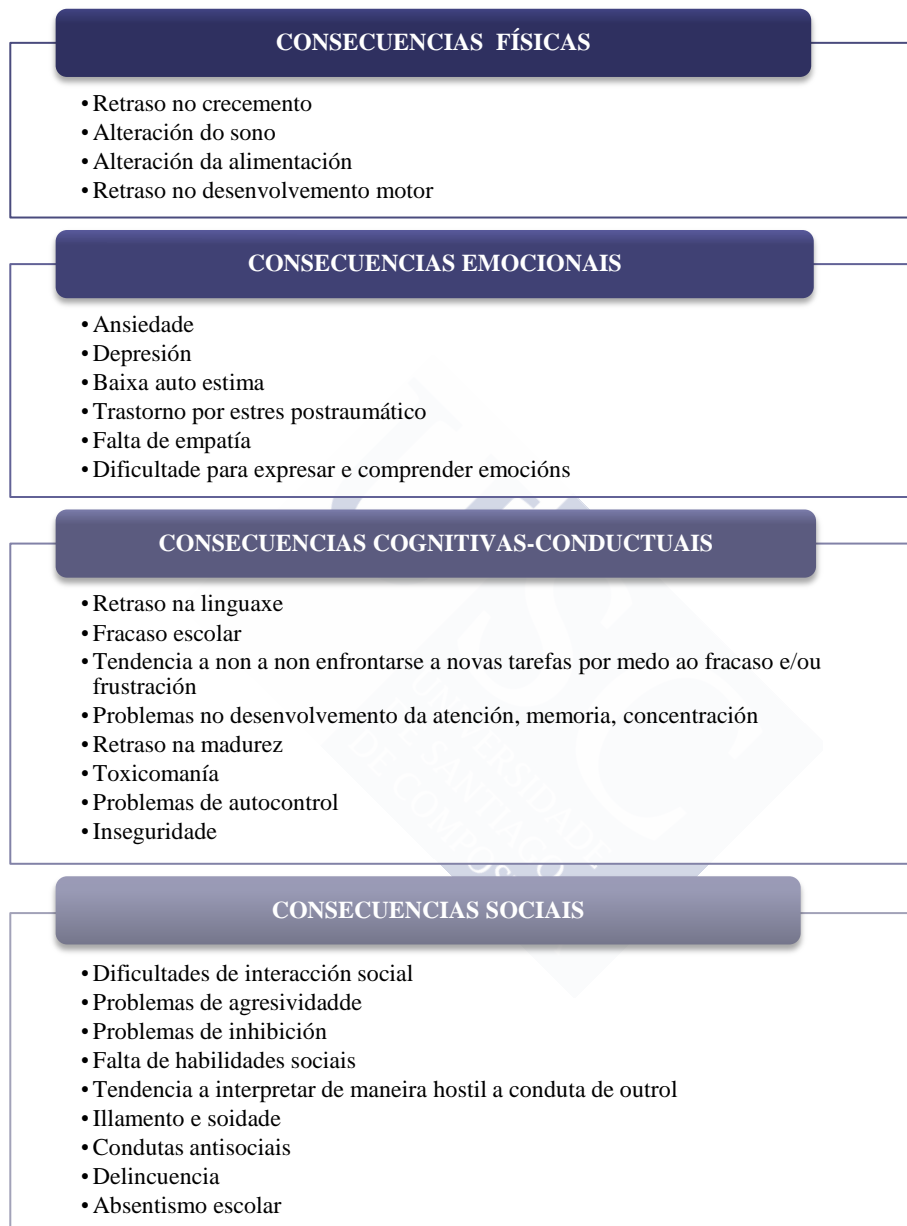 CONSECUENCIAS FÍSICAS
• Retraso no crecemento
• Alteración do sono
• Alteración da alimentación
• Retraso no desenvolvemento motor
CONSECUENCIAS EMOCIONAIS
• Ansiedade
• Depresión
• Baixa auto estima
• Trastorno por estres postraumático
• Falta de empatía
• Dificultade para expresar e comprender emocións
CONSECUENCIAS COGNITIVAS-CONDUCTUAIS
• Retraso na linguaxe
• Fracaso escolar
• Tendencia a non a non enfrontarse a novas tarefas por medo ao fracaso e/ou
frustración
• Problemas no desenvolvemento da atención, memoria, concentración
• Retraso na madurez
• Toxicomanía
• Problemas de autocontrol
• Inseguridade
CONSECUENCIAS SOCIAIS
• Dificultades de interacción social
• Problemas de agresividadde
• Problemas de inhibición
• Falta de habilidades sociais
• Tendencia a interpretar de maneira hostil a conduta de outrol
• Illamento e soidade
• Condutas antisociais
• Delincuencia
• Absentismo escolar